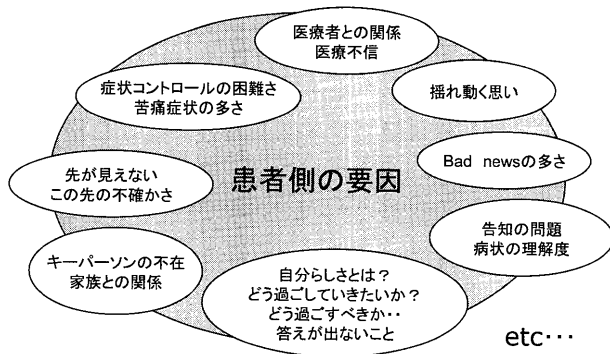 医療者との関係
医療不信
症状コントロールの困難さ
苦痛症状の多さ
揺れ動く思い
先が見えない
この先の不確かさ
患者側の要因
Bad newsの多さ
告知の問題
病状の理解度
キーパーソンの不在
家族との関係
自分らしさとは？
どう過ごしていきたいか？
どう過ごすべきか・・
答えが出ないこと
etc・・・